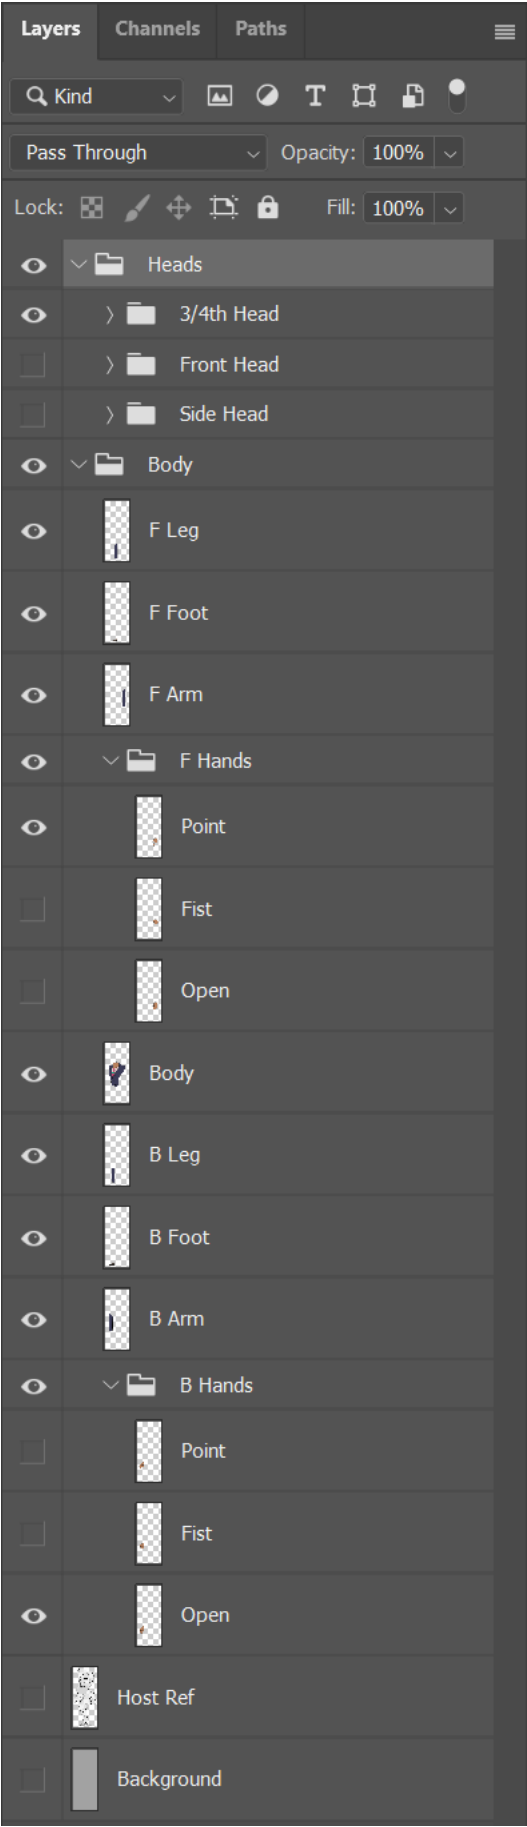 Layers Channels Paths
Kind
Pass Through Opacity: 100%
Lock: Fill: 100%
Heads
3/4th Head
Front Head
Side Head
Body
F Leg
F Foot
F Arm
F Hands
Point
Fist
Open
Body
B Leg
B Foot
B Arm
B Hands
Point
Fist
Open
Host Ref
Background